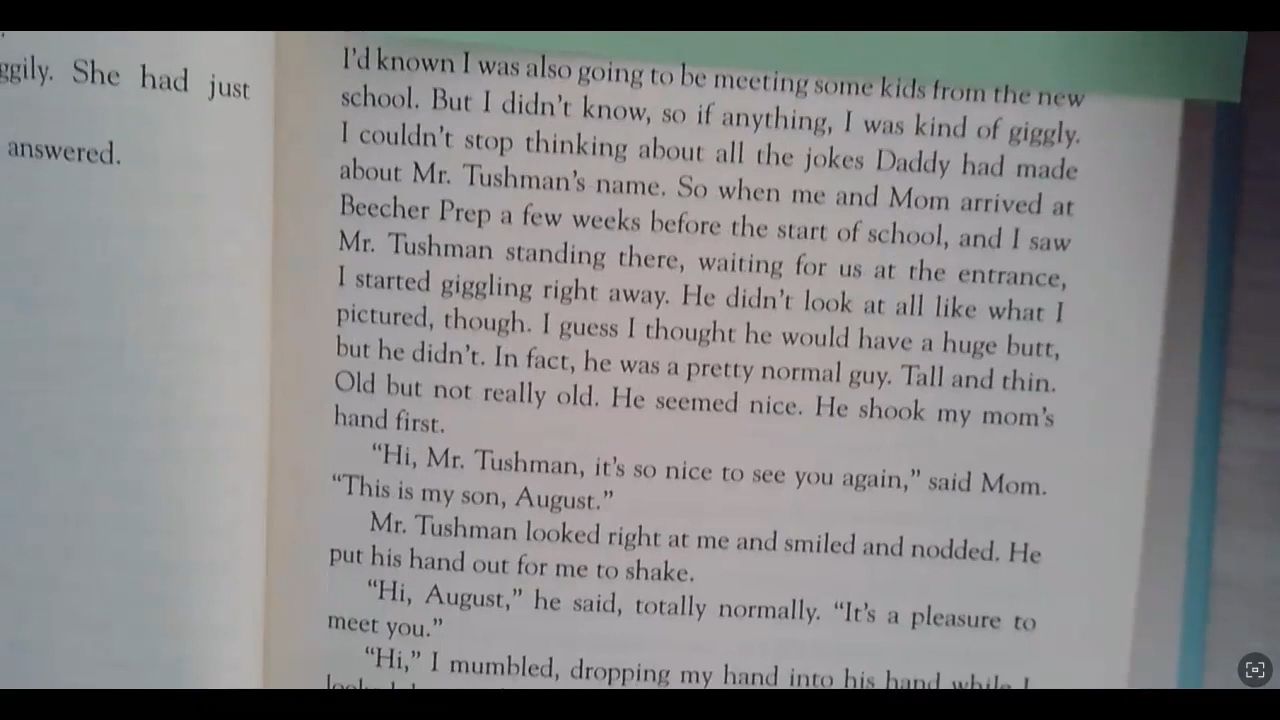 ggily. She had just
answered.
I'd known I was also going to be meeting some kids from the new
school. But I didn't know, so if anything, I was kind of giggly.
I couldn't stop thinking about all the jokes Daddy had made
about Mr. Tushman's name. So when me and Mom arrived at
Beecher Prep a few weeks before the start of school, and I saw
Mr. Tushman standing there, waiting for us at the entrance,
I started giggling right away. He didn't look at all like what I
pictured, though. I guess I thought he would have a huge butt,
but he didn't. In fact, he was a pretty normal guy. Tall and thin.
Old but not really old. He seemed nice. He shook my mom's
hand first.
“Hi, Mr. Tushman, it's so nice to see you again,” said Mom.
“This is my son, August.”
Mr. Tushman looked right at me and smiled and nodded. He
put his hand out for me to shake.
“Hi, August,” he said, totally normally. “It's a pleasure to
meet you.”
“Hi,” I mumbled, dropping my hand into his hand while I